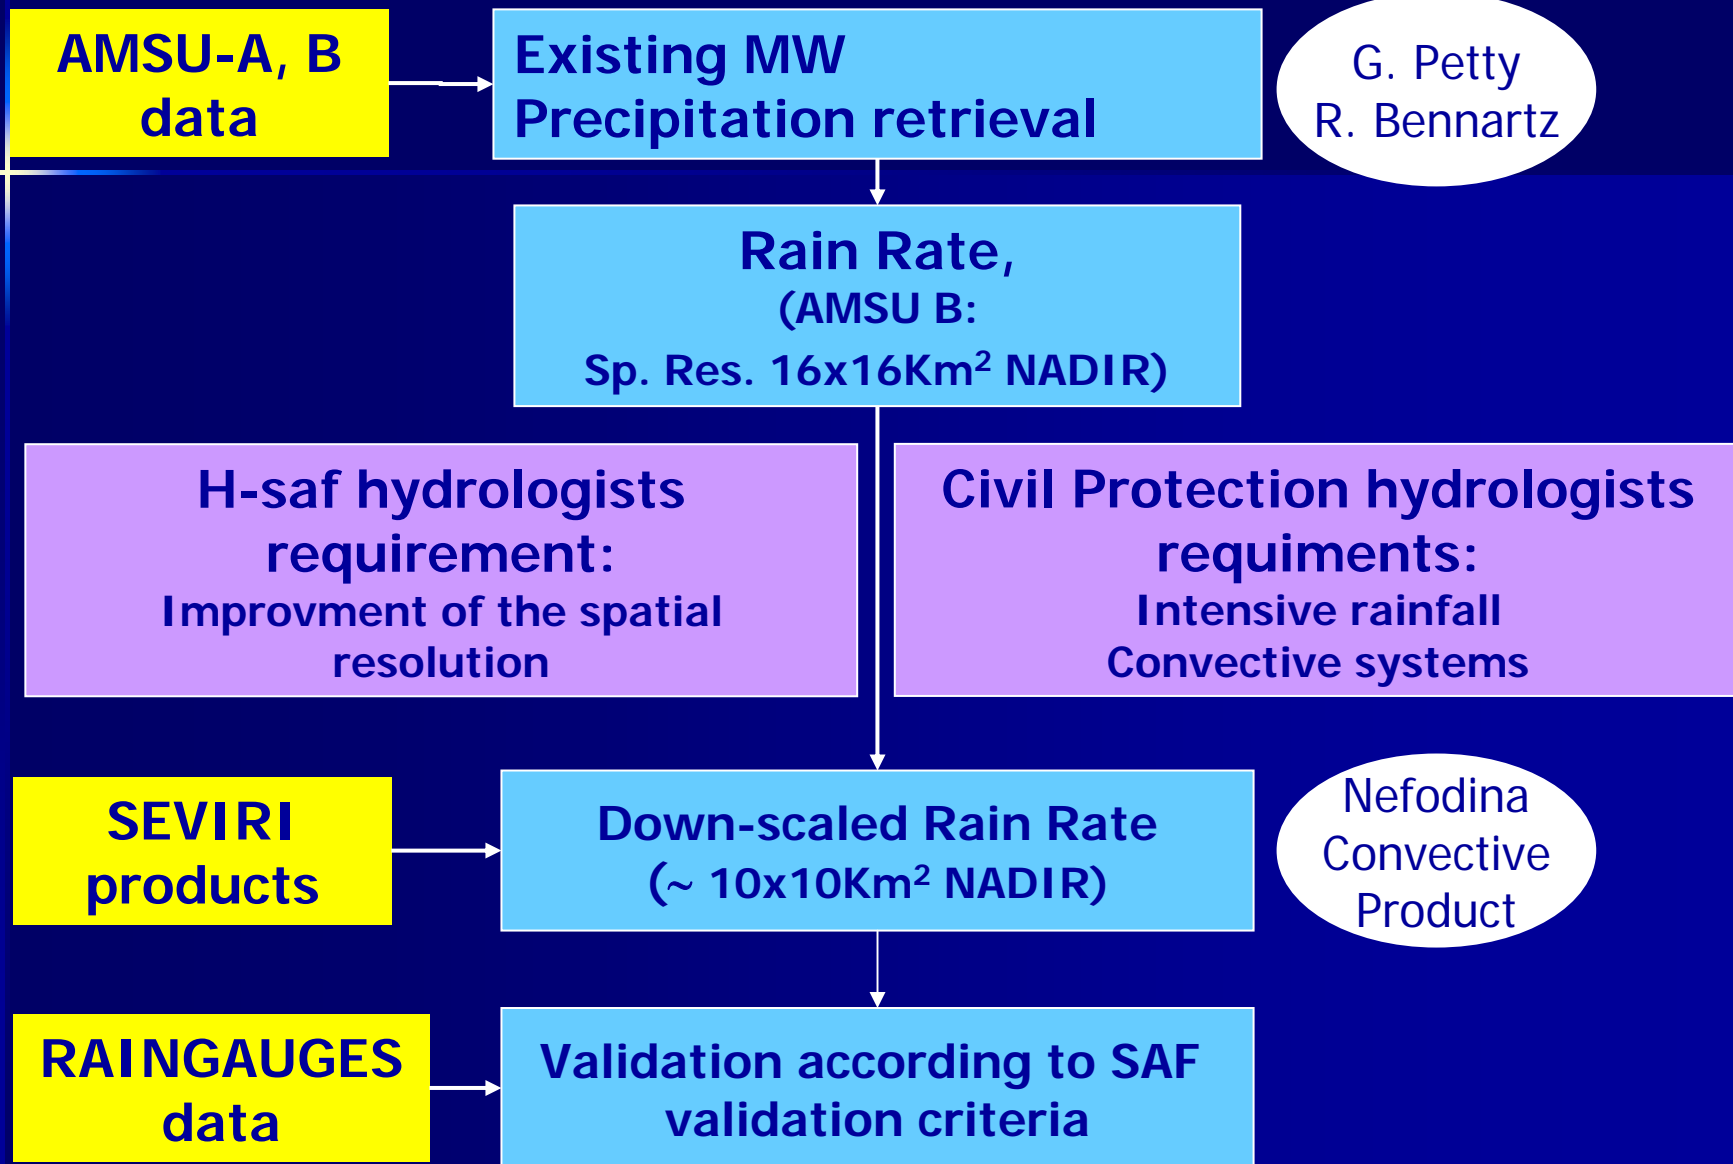 AMSU-A, B
data
Existing MW
Precipitation retrieval
G. Petty
R. Bennartz
Rain Rate,
(AMSU B:
Sp. Res. 16x16Km² NADIR)
H-saf hydrologists
requirement:
Improvment of the spatial
resolution
Civil Protection hydrologists
requiments:
Intensive rainfall
Convective systems
SEVIRI
products
Down-scaled Rain Rate
(~ 10x10Km² NADIR)
Nefodina
Convective
Product
RAINGAUGES
data
Validation according to SAF
validation criteria